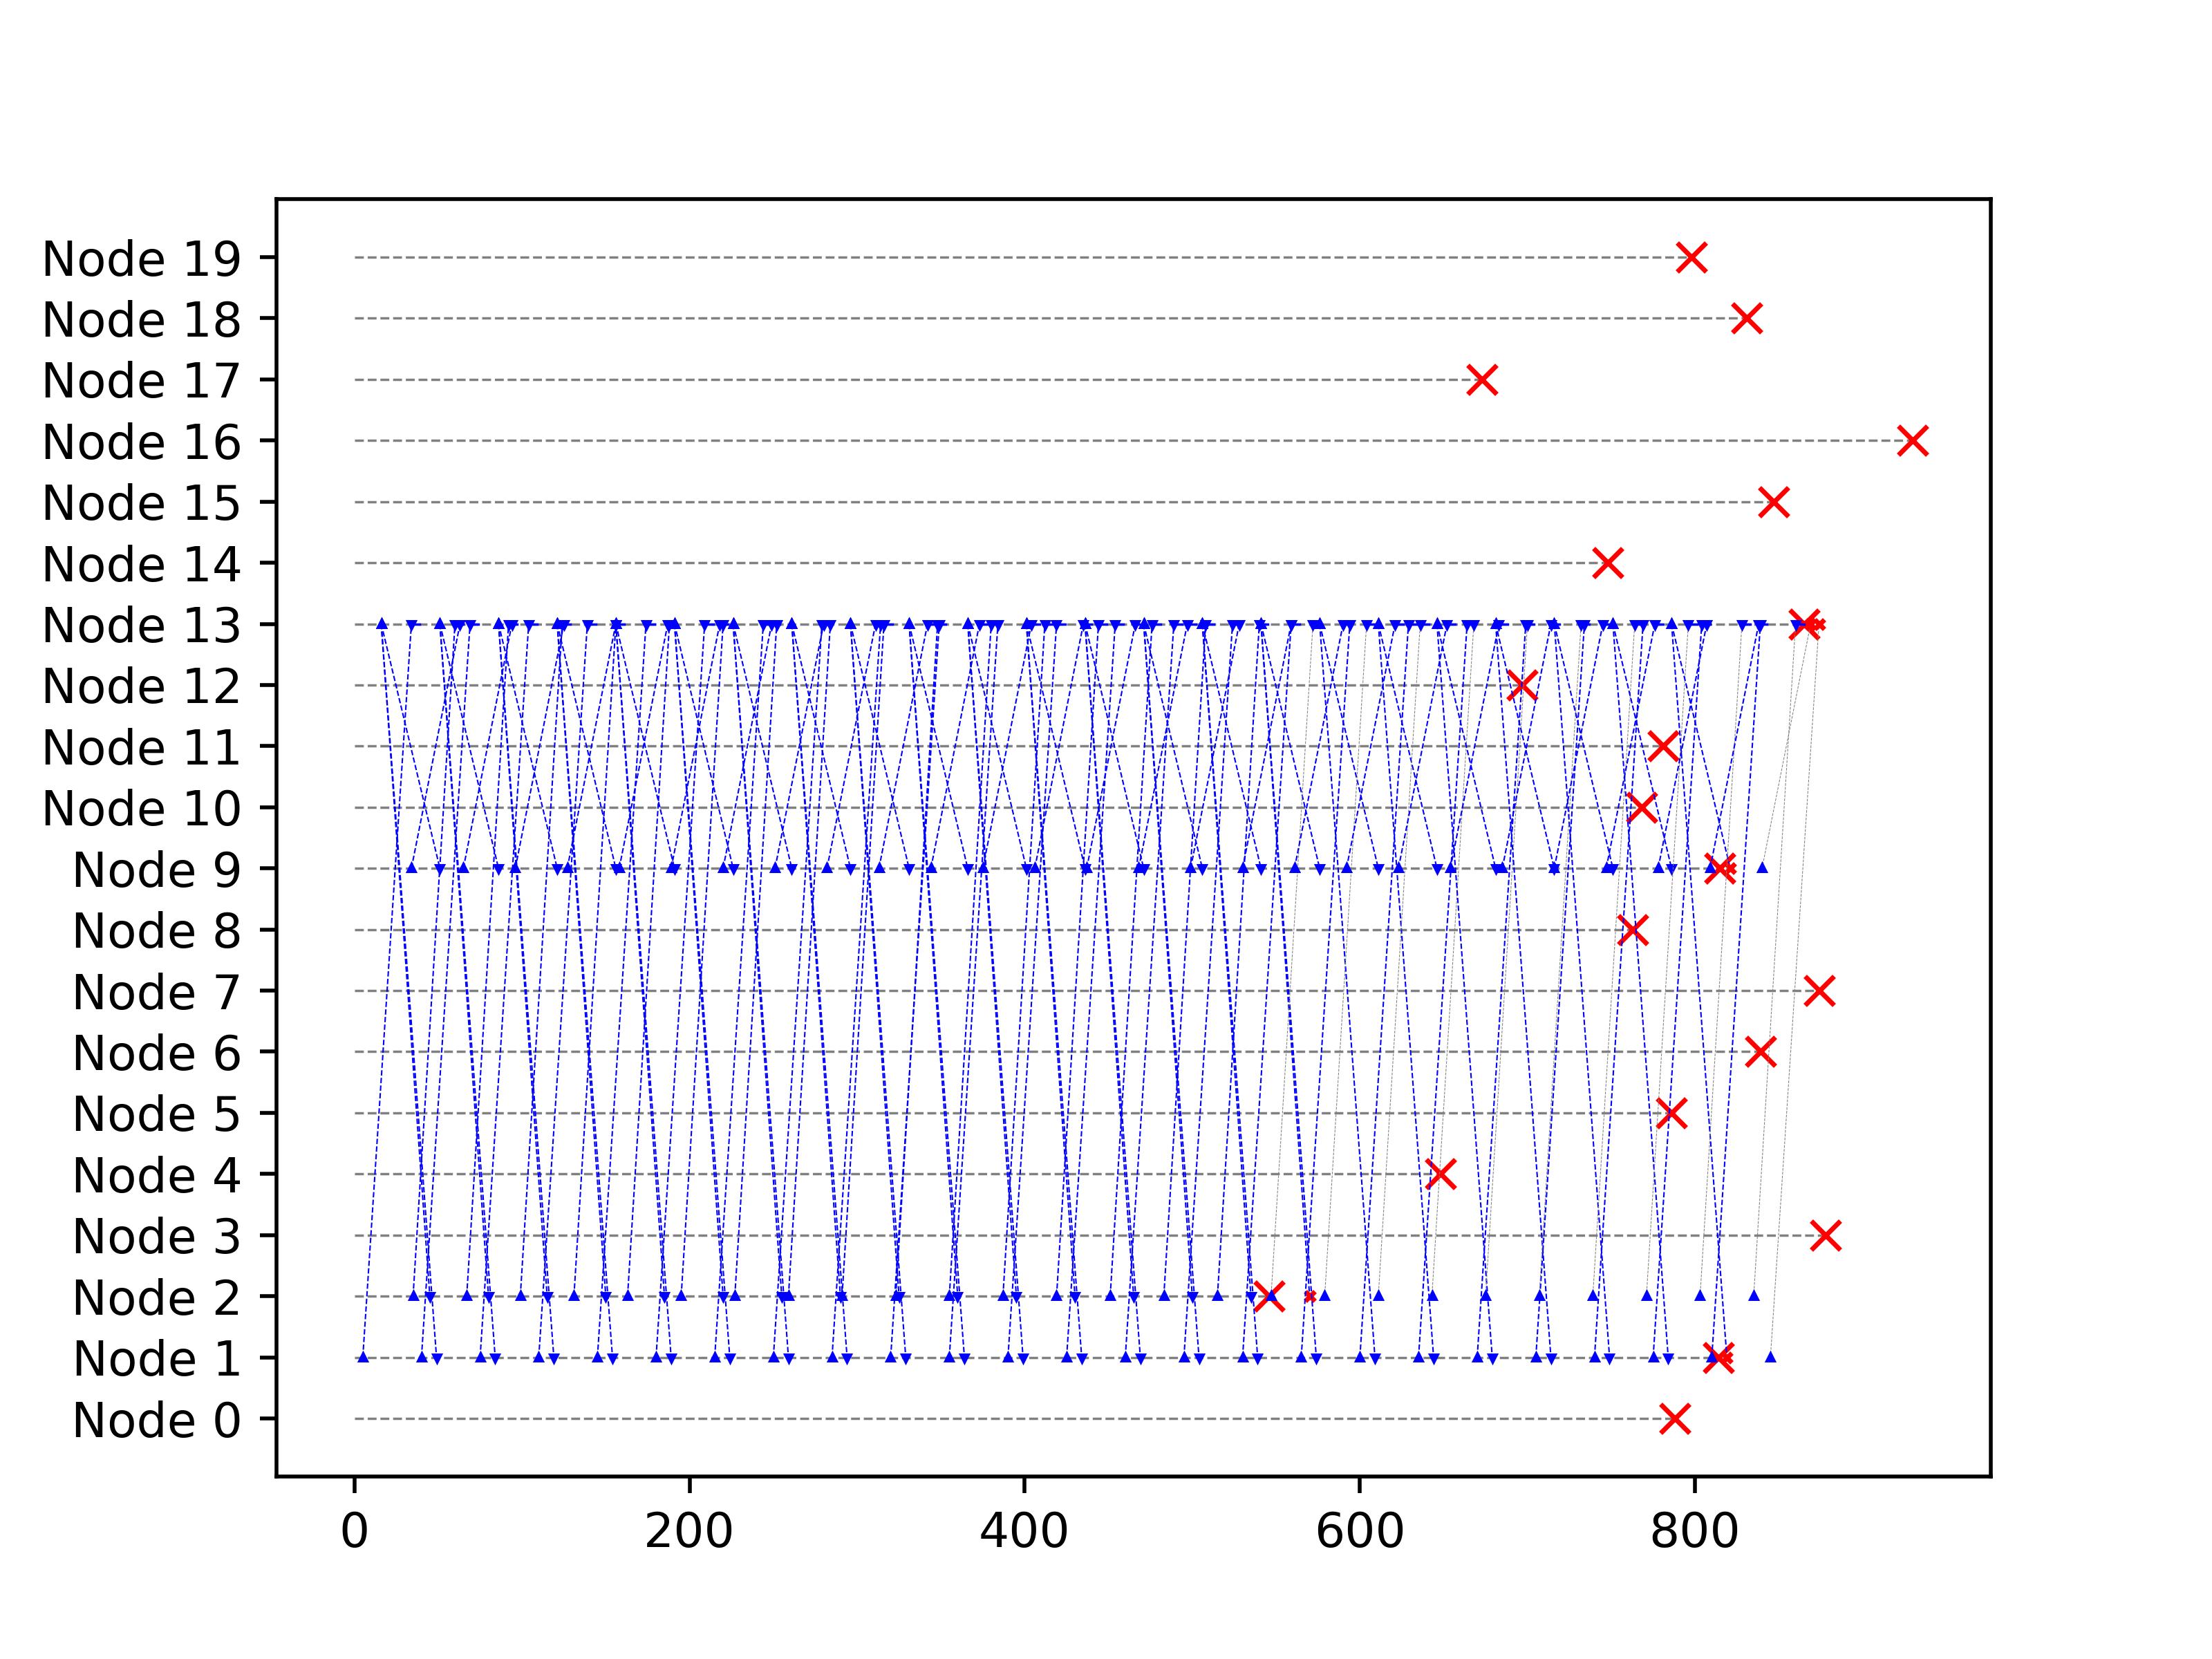 Node 19
Node 18
Node 17
Node 16
Node 15
Node 14
Node 13
Node 12
Node 11
Node 10
Node 9
Node 8
Node 7
Node 6
Node 5
Node 4
Node 3
Node 2
Node 1
Node 0
0 200 400 600 800